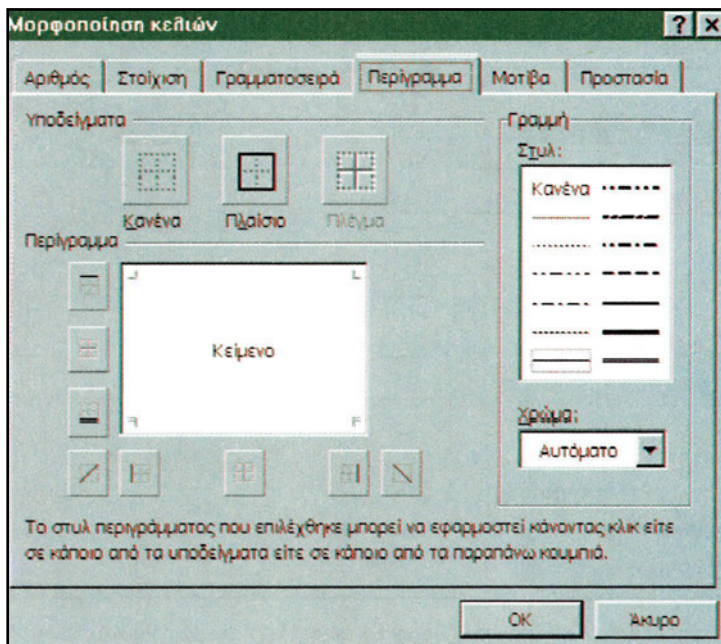 Μορφοποίηση κελιών
Αριθμός Στοίχιση Γραμματοσειρά Περίγραμμα Μοτίβα Προστασία
Υποδείγματα
Κανένα Πλαίσιο Πλέγμα
Περίγραμμα
Κείμενο
Γραμμή
Στυλ:
Κανένα
Χρώμα:
Αυτόματο
Το στυλ περιγράμματος που επιλέχθηκε μπορεί να εφαρμοστεί κάνοντας κλικ είτε
σε κάποιο από τα υποδείγματα είτε σε κάποιο από τα παραπάνω κουμπιά.
OK Άκυρο